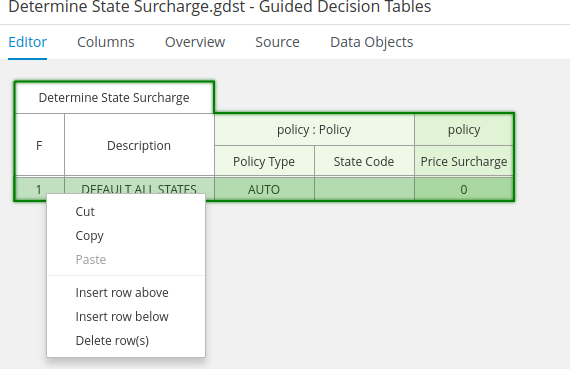 Determine State Surcharge.gdst - Guided Decision Tables
Editor Columns Overview Source Data Objects
Determine State Surcharge
F Description policy : Policy policy
Policy Type State Code Price Surcharge
1 DEFAULT ALL STATES AUTO 0
Cut
Copy
Paste
Insert row above
Insert row below
Delete row(s)